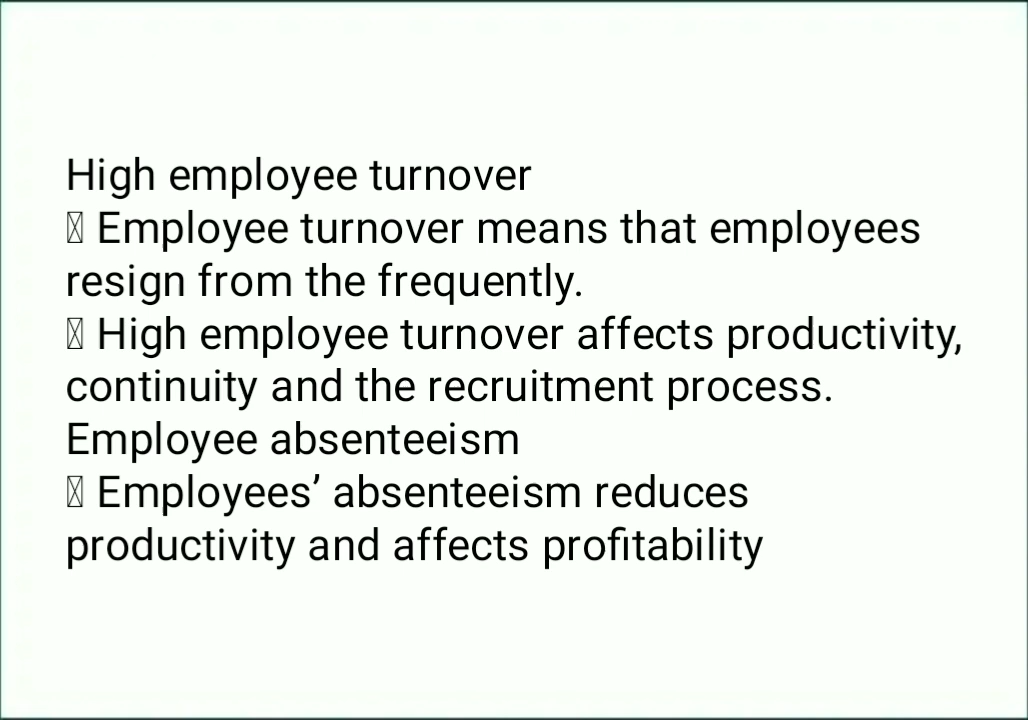 High employee turnover
 Employee turnover means that employees
resign from the frequently.
 High employee turnover affects productivity,
continuity and the recruitment process.
Employee absenteeism
 Employees’ absenteeism reduces
productivity and affects profitability